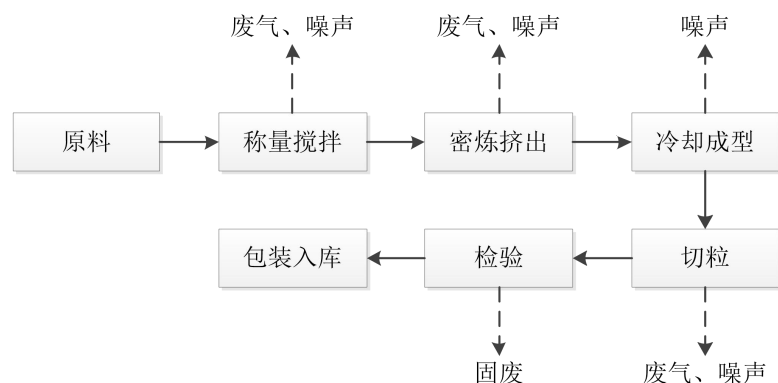 废气、噪声
废气、噪声
噪声
原料
称量搅拌
密炼挤出
冷却成型
包装入库
检验
切粒
固废
废气、噪声